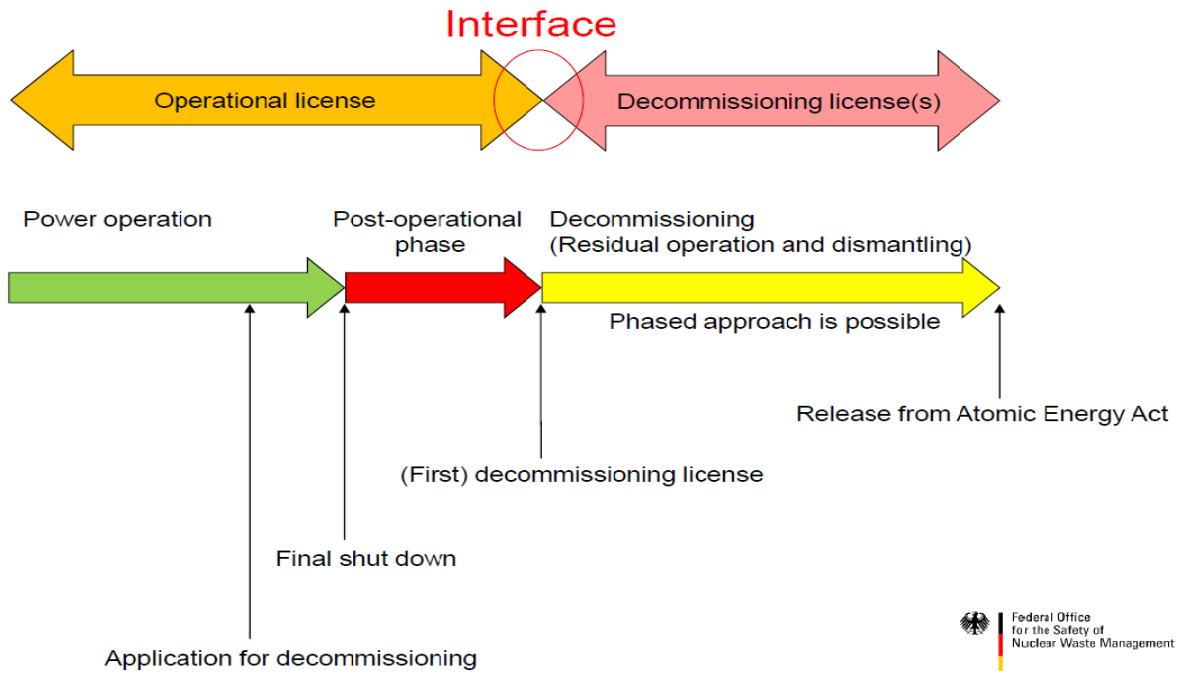 Interface
Operational license
Decommissioning license(s)
Power operation
Post-operational
phase
Decommissioning
(Residual operation and dismantling)
Phased approach is possible
Release from Atomic Energy Act
(First) decommissioning license
Final shut down
Application for decommissioning
Federal Office
for the Safety of
Nuclear Waste Management